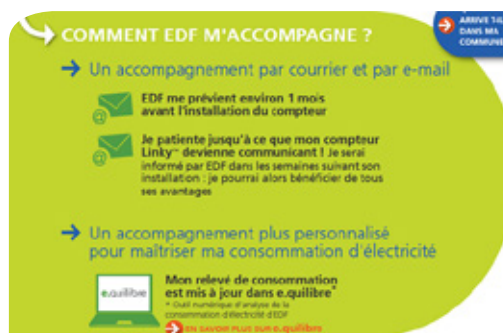 ARRIVE
DANS MA
COMMUNE
COMMENT EDF M'ACCOMPAGNE ?
Un accompagnement par courrier et par e-mail
EDF me prévient environ 1 mois
avant l'installation du compteur
@
Je patiente jusqu'à ce que mon compteur
Linky™ devienne communicant ! Je serai
informé par EDF dans les semaines suivant son
installation : je pourrai alors bénéficier de tous
ses avantages
@
Un accompagnement plus personnalisé
pour maîtriser ma consommation d'électricité
e.quilibre
Mon relevé de consommation
est mis à jour dans e.quilibre*
* Outil numérique d'analyse de la
consommation d'électricité d'EDF
EN SAVOIR PLUS SUR e.quilibre